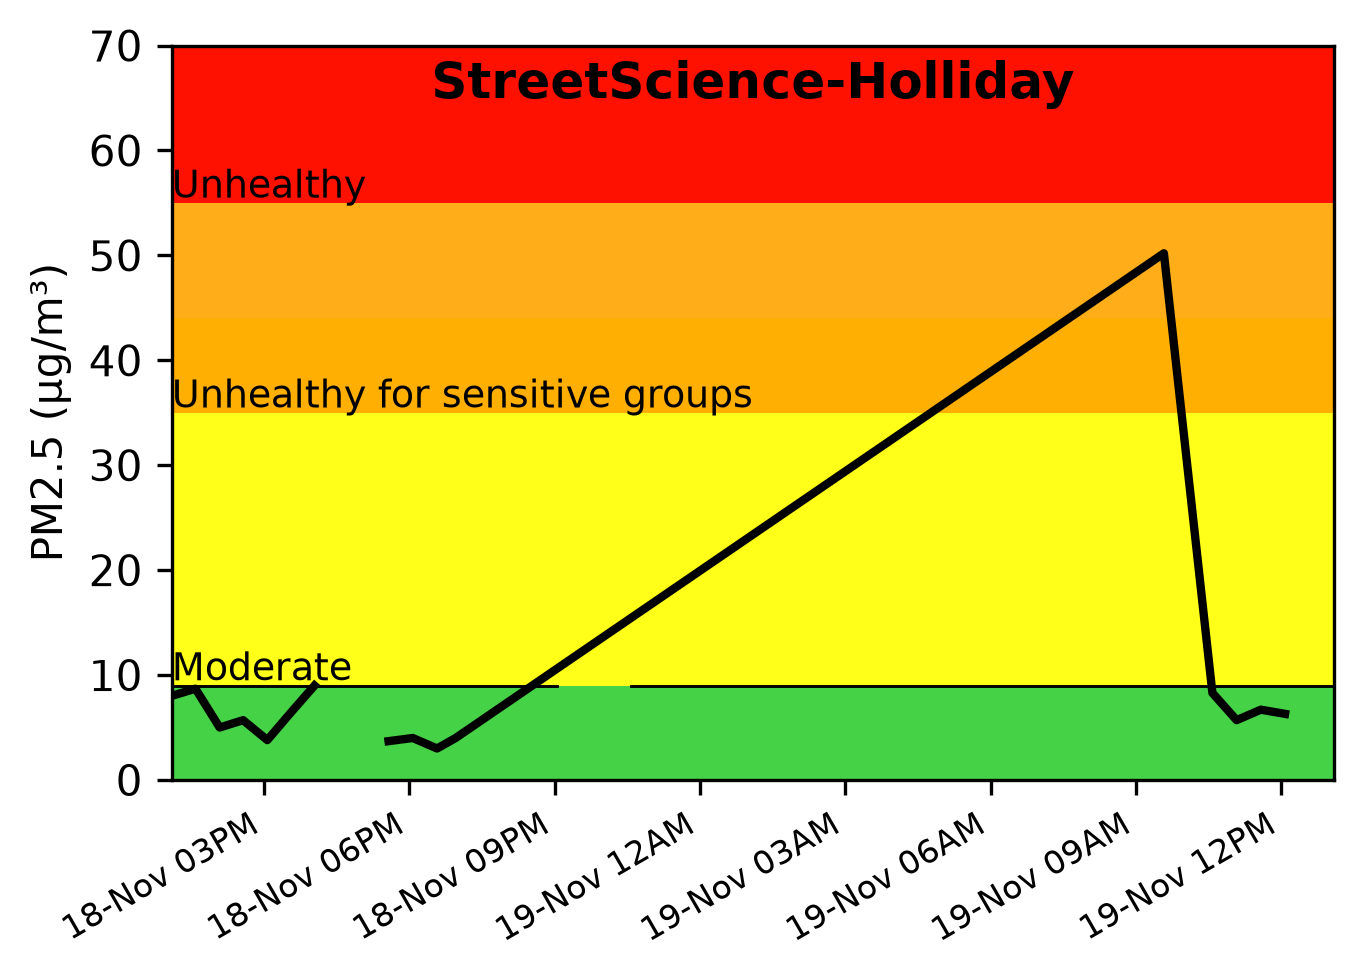 StreetScience-Holliday
70
60
50
40
30
20
10
0
PM2.5 (µg/m³)
Unhealthy
Unhealthy for sensitive groups
Moderate
18-Nov 03PM
18-Nov 06PM
18-Nov 09PM
19-Nov 12AM
19-Nov 03AM
19-Nov 06AM
19-Nov 09AM
19-Nov 12PM